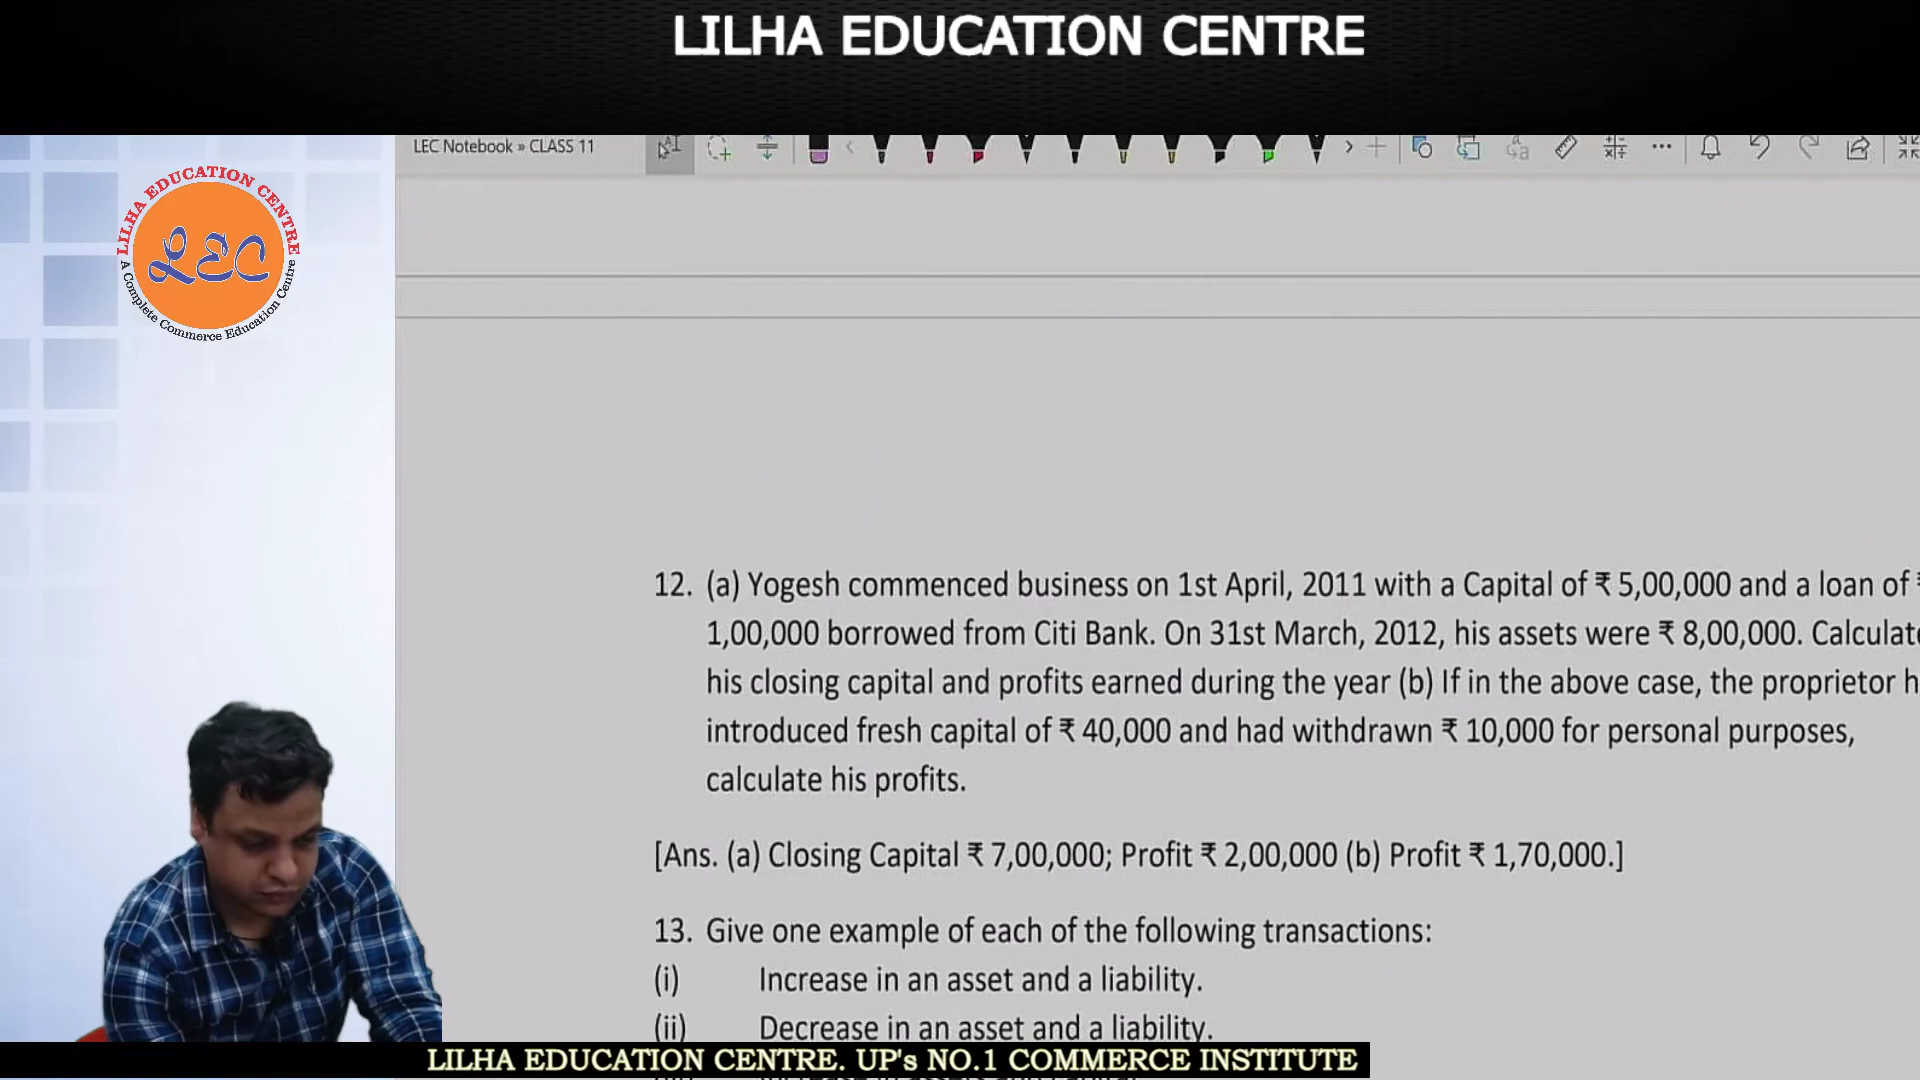 LILHA EDUCATION CENTRE
LEC Notebook » CLASS 11
LILHA EDUCATION CENTRE
LEC
A Complete Commerce Education Centre
12. (a) Yogesh commenced business on 1st April, 2011 with a Capital of ₹ 5,00,000 and a loan of ₹
1,00,000 borrowed from Citi Bank. On 31st March, 2012, his assets were ₹ 8,00,000. Calculate
his closing capital and profits earned during the year (b) If in the above case, the proprietor h
introduced fresh capital of ₹ 40,000 and had withdrawn ₹ 10,000 for personal purposes,
calculate his profits.
[Ans. (a) Closing Capital ₹ 7,00,000; Profit ₹ 2,00,000 (b) Profit ₹ 1,70,000.]
13. Give one example of each of the following transactions:
(i) Increase in an asset and a liability.
(ii) Decrease in an asset and a liability.
LILHA EDUCATION CENTRE. UP's NO.1 COMMERCE INSTITUTE